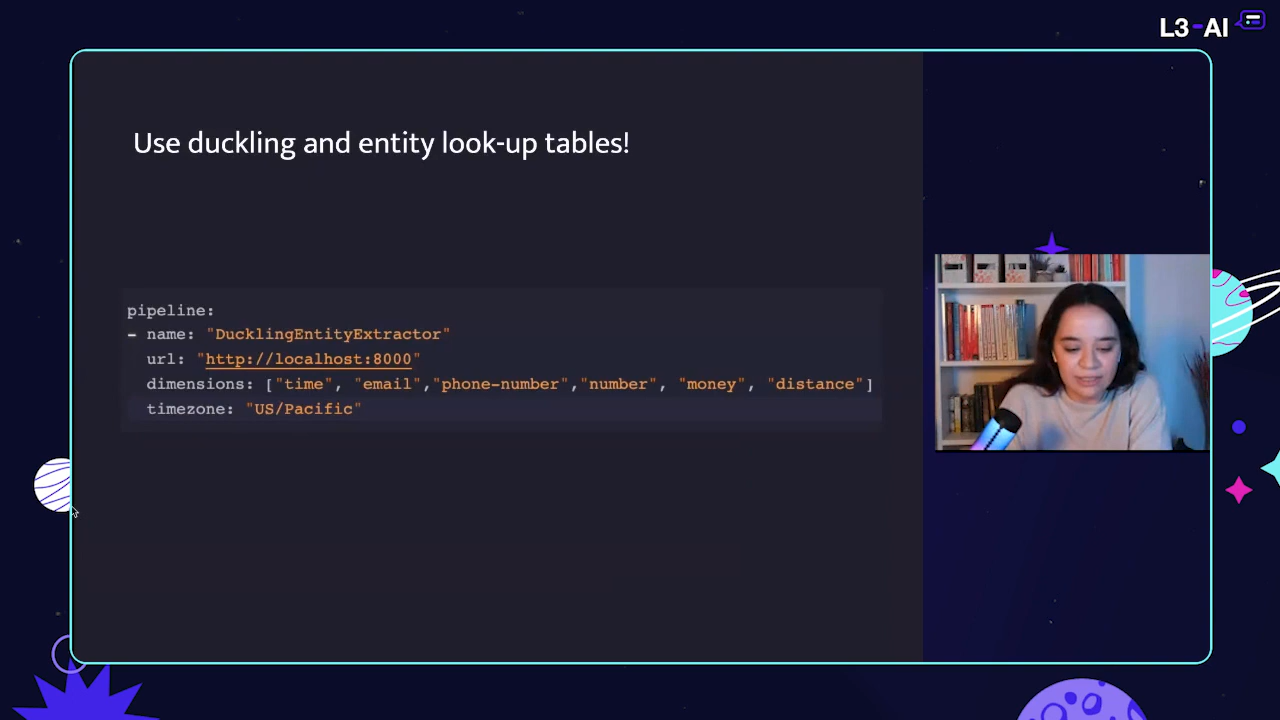 L3-AI
Use duckling and entity look-up tables!
pipeline:
- name: "DucklingEntityExtractor"
url: "http://localhost:8000"
dimensions: ["time", "email","phone-number","number", "money", "distance"]
timezone: "US/Pacific"